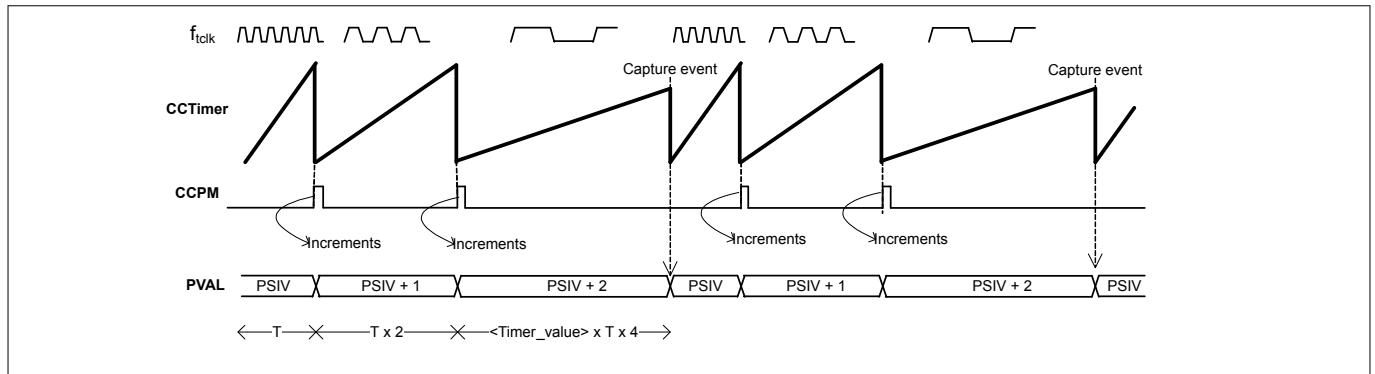 ftclk
Capture event
Capture event
CCTimer
CCPM
Increments
Increments
Increments
Increments
PVAL
PSIV
PSIV + 1
PSIV + 2
PSIV
PSIV + 1
PSIV + 2
PSIV
T
T x 2
<Timer_value> x T x 4